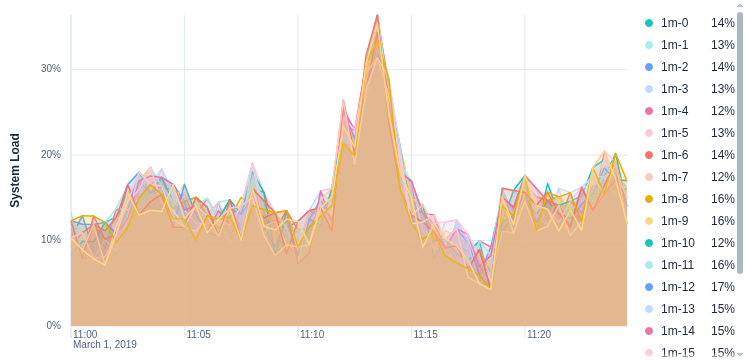 System Load
30%
20%
10%
0%
11:00
March 1, 2019
11:05
11:10
11:15
11:20
1m-0 14%
1m-1 13%
1m-2 14%
1m-3 13%
1m-4 12%
1m-5 13%
1m-6 14%
1m-7 12%
1m-8 16%
1m-9 16%
1m-10 12%
1m-11 16%
1m-12 17%
1m-13 15%
1m-14 15%
1m-15 15%